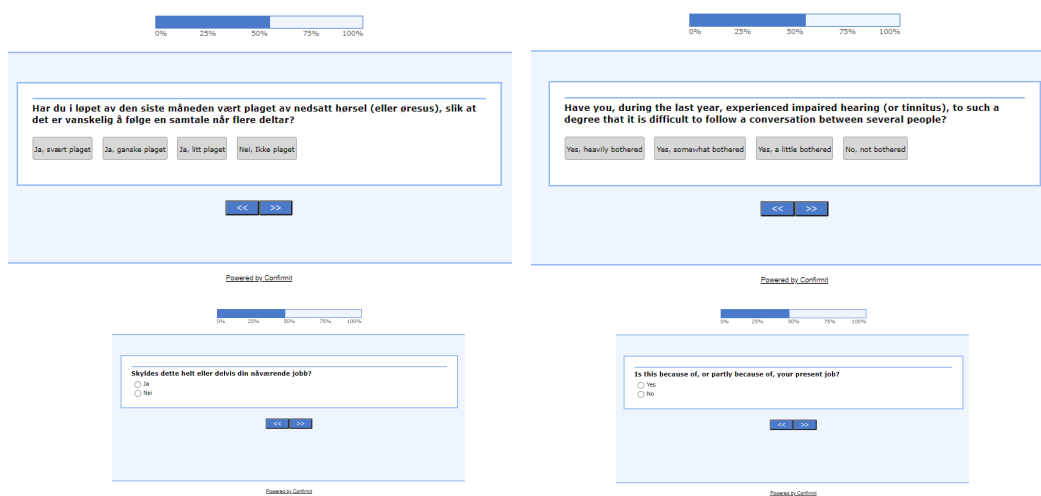 0% 25% 50% 75% 100%
Har du i løpet av den siste måneden vært plaget av nedsatt hørsel (eller øresus), slik at
det er vanskelig å følge en samtale når flere deltar?
Ja, svært plaget Ja, ganske plaget Ja, litt plaget Nei, Ikke plaget
<< >>
Powered by Confirmit
0% 25% 50% 75% 100%
Have you, during the last year, experienced impaired hearing (or tinnitus), to such a
degree that it is difficult to follow a conversation between several people?
Yes, heavily bothered Yes, somewhat bothered Yes, a little bothered No, not bothered
<< >>
Powered by Confirmit
0% 25% 50% 75% 100%
Skyldes dette helt eller delvis din nåværende jobb?
Ja
Nei
<< >>
Powered by Confirmit
0% 25% 50% 75% 100%
Is this because of, or partly because of, your present job?
Yes
No
<< >>
Powered by Confirmit